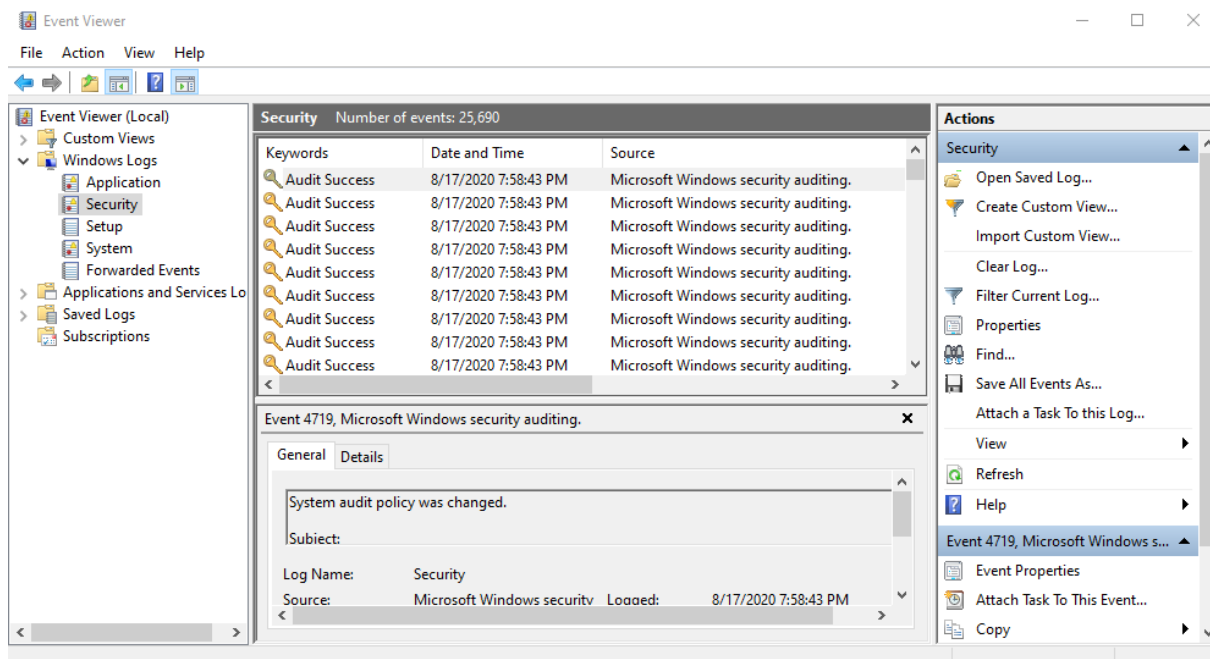 Event Viewer
File Action View Help
Event Viewer (Local)
Custom Views
Windows Logs
Application
Security
Setup
System
Forwarded Events
Applications and Services Lo
Saved Logs
Subscriptions
Security Number of events: 25,690
Keywords Date and Time Source
Audit Success 8/17/2020 7:58:43 PM Microsoft Windows security auditing.
Audit Success 8/17/2020 7:58:43 PM Microsoft Windows security auditing.
Audit Success 8/17/2020 7:58:43 PM Microsoft Windows security auditing.
Audit Success 8/17/2020 7:58:43 PM Microsoft Windows security auditing.
Audit Success 8/17/2020 7:58:43 PM Microsoft Windows security auditing.
Audit Success 8/17/2020 7:58:43 PM Microsoft Windows security auditing.
Audit Success 8/17/2020 7:58:43 PM Microsoft Windows security auditing.
Audit Success 8/17/2020 7:58:43 PM Microsoft Windows security auditing.
Audit Success 8/17/2020 7:58:43 PM Microsoft Windows security auditing.
Event 4719, Microsoft Windows security auditing.
General Details
System audit policy was changed.
Subject:
Log Name: Security
Source: Microsoft Windows security Logged: 8/17/2020 7:58:43 PM
Actions
Security
Open Saved Log...
Create Custom View...
Import Custom View...
Clear Log...
Filter Current Log...
Properties
Find...
Save All Events As...
Attach a Task To this Log...
View
Refresh
Help
Event 4719, Microsoft Windows s...
Event Properties
Attach Task To This Event...
Copy